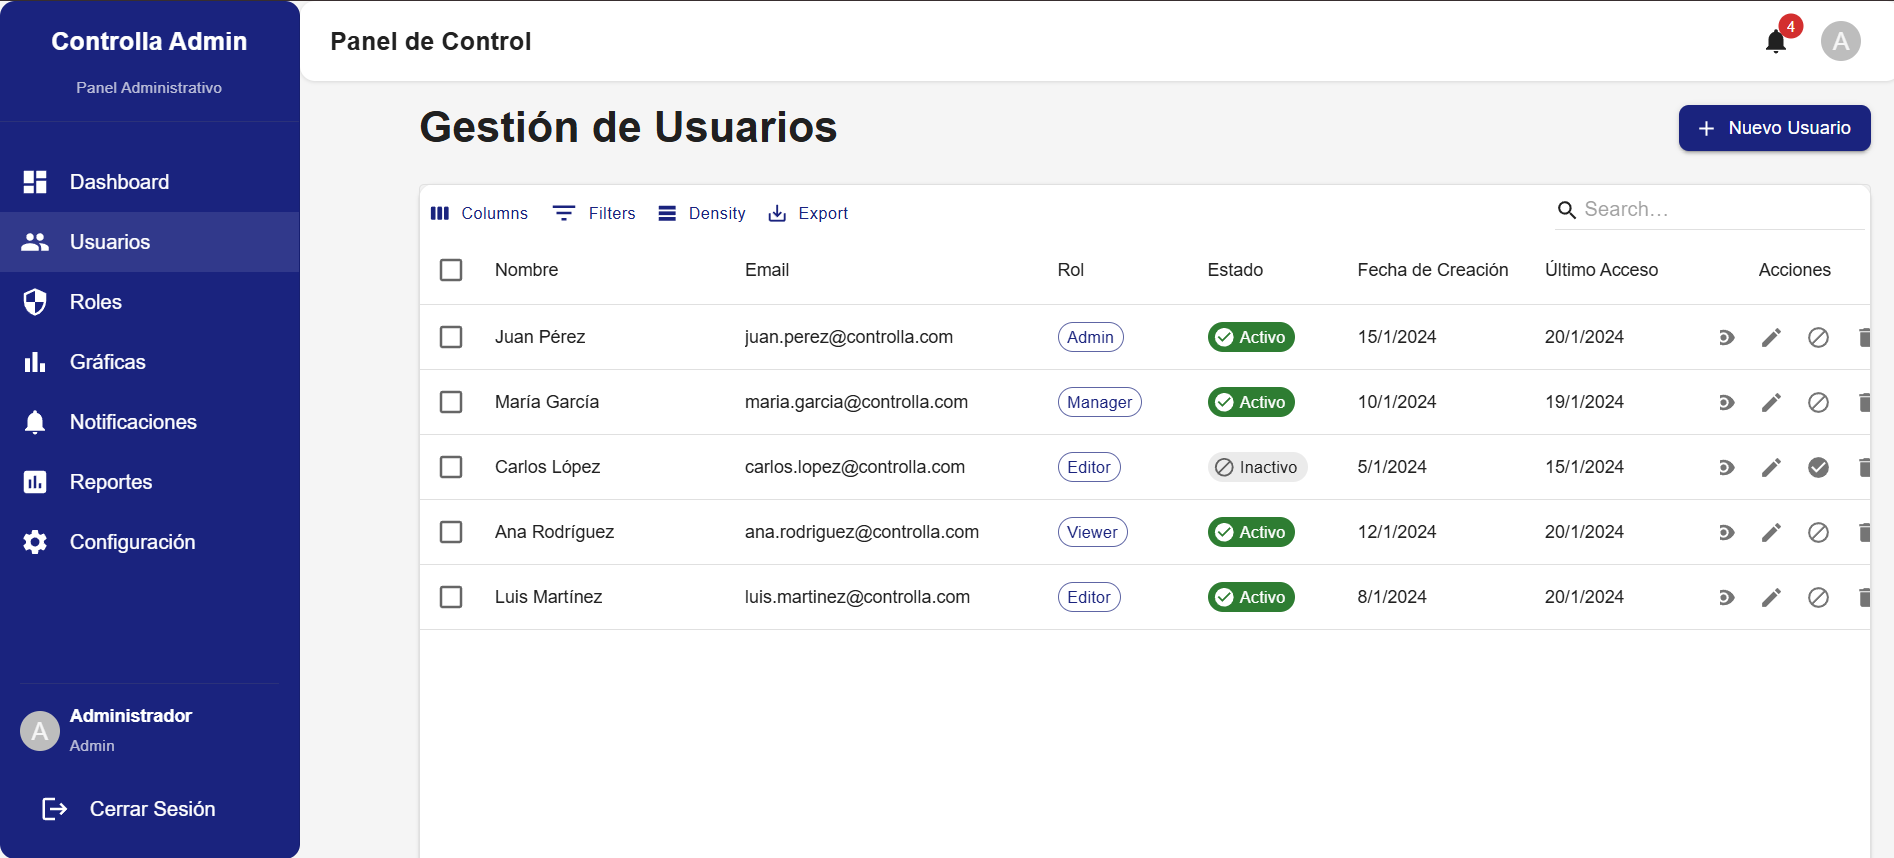 Controlla Admin
Panel Administrativo
Dashboard
Usuarios
Roles
Gráficas
Notificaciones
Reportes
Configuración
A
Administrador
Admin
Cerrar Sesión
Panel de Control
4
A
Gestión de Usuarios
Nuevo Usuario
Columns Filters Density Export Search…
Nombre Email Rol Estado Fecha de Creación Último Acceso Acciones
Juan Pérez juan.perez@controlla.com Admin Activo 15/1/2024 20/1/2024
María García maria.garcia@controlla.com Manager Activo 10/1/2024 19/1/2024
Carlos López carlos.lopez@controlla.com Editor Inactivo 5/1/2024 15/1/2024
Ana Rodríguez ana.rodriguez@controlla.com Viewer Activo 12/1/2024 20/1/2024
Luis Martínez luis.martinez@controlla.com Editor Activo 8/1/2024 20/1/2024